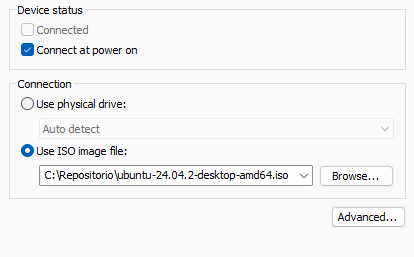 Device status
Connected
Connect at power on
Connection
Use physical drive:
Auto detect
Use ISO image file:
C:\Repositorio\ubuntu-24.04.2-desktop-amd64.iso
Browse...
Advanced...